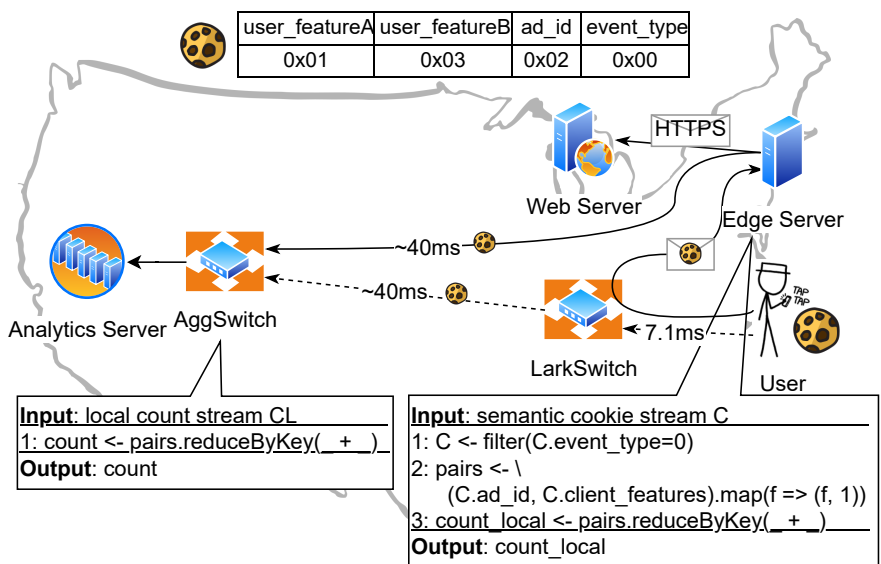 user_featureA user_featureB ad_id event_type
0x01 0x03 0x02 0x00
HTTPS
Web Server
Edge Server
~40ms
~40ms
TAP
TAP
Analytics Server
AggSwitch
7.1ms
LarkSwitch
User
Input: local count stream CL
1: count <- pairs.reduceByKey(_ + _)
Output: count
Input: semantic cookie stream C
1: C <- filter(C.event_type=0)
2: pairs <- \
(C.ad_id, C.client_features).map(f => (f, 1))
3: count_local <- pairs.reduceByKey(_ + _)
Output: count_local